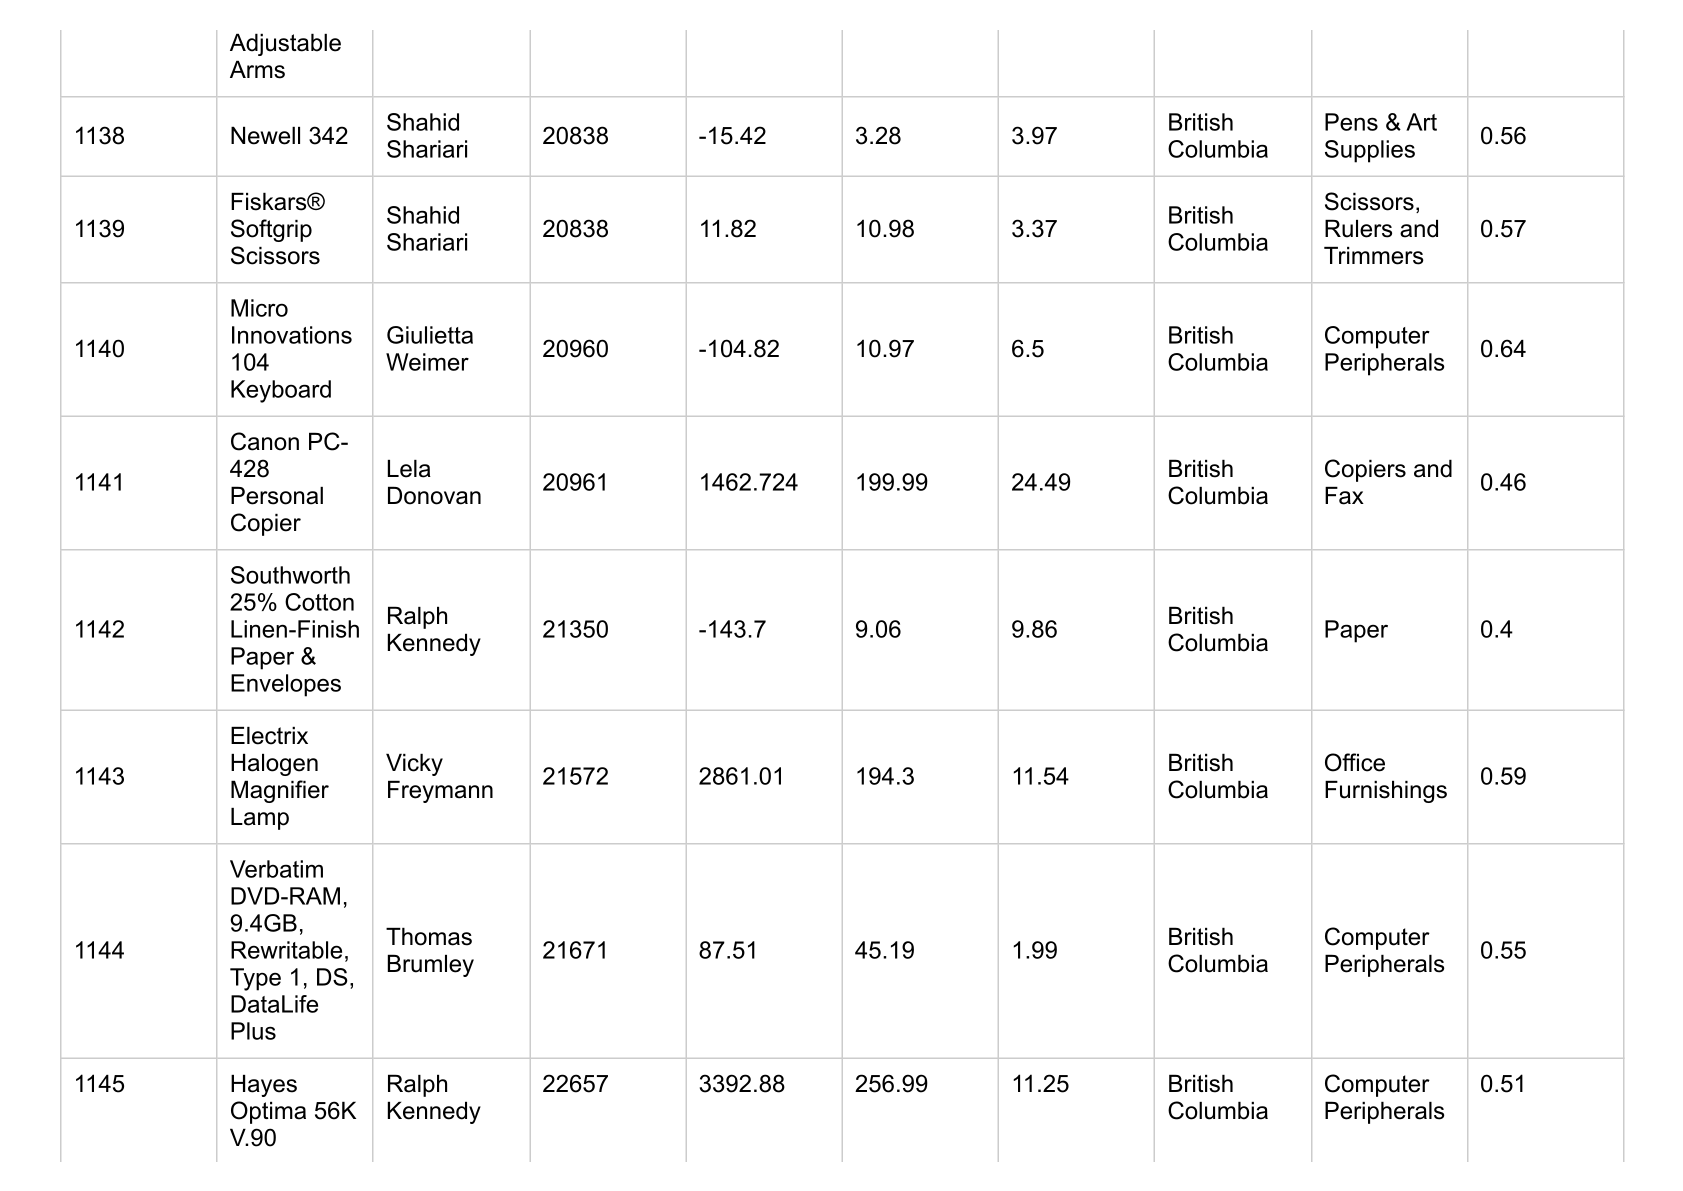 Adjustable
Arms
1138
Newell 342
Shahid
Shariari
20838
-15.42
3.28
3.97
British
Columbia
Pens & Art
Supplies
0.56
1139
Fiskars®
Softgrip
Scissors
Shahid
Shariari
20838
11.82
10.98
3.37
British
Columbia
Scissors,
Rulers and
Trimmers
0.57
1140
Micro
Innovations
104
Keyboard
Giulietta
Weimer
20960
-104.82
10.97
6.5
British
Columbia
Computer
Peripherals
0.64
1141
Canon PC-
428
Personal
Copier
Lela
Donovan
20961
1462.724
199.99
24.49
British
Columbia
Copiers and
Fax
0.46
1142
Southworth
25% Cotton
Linen-Finish
Paper &
Envelopes
Ralph
Kennedy
21350
-143.7
9.06
9.86
British
Columbia
Paper
0.4
1143
Electrix
Halogen
Magnifier
Lamp
Vicky
Freymann
21572
2861.01
194.3
11.54
British
Columbia
Office
Furnishings
0.59
1144
Verbatim
DVD-RAM,
9.4GB,
Rewritable,
Type 1, DS,
DataLife
Plus
Thomas
Brumley
21671
87.51
45.19
1.99
British
Columbia
Computer
Peripherals
0.55
1145
Hayes
Optima 56K
V.90
Ralph
Kennedy
22657
3392.88
256.99
11.25
British
Columbia
Computer
Peripherals
0.51